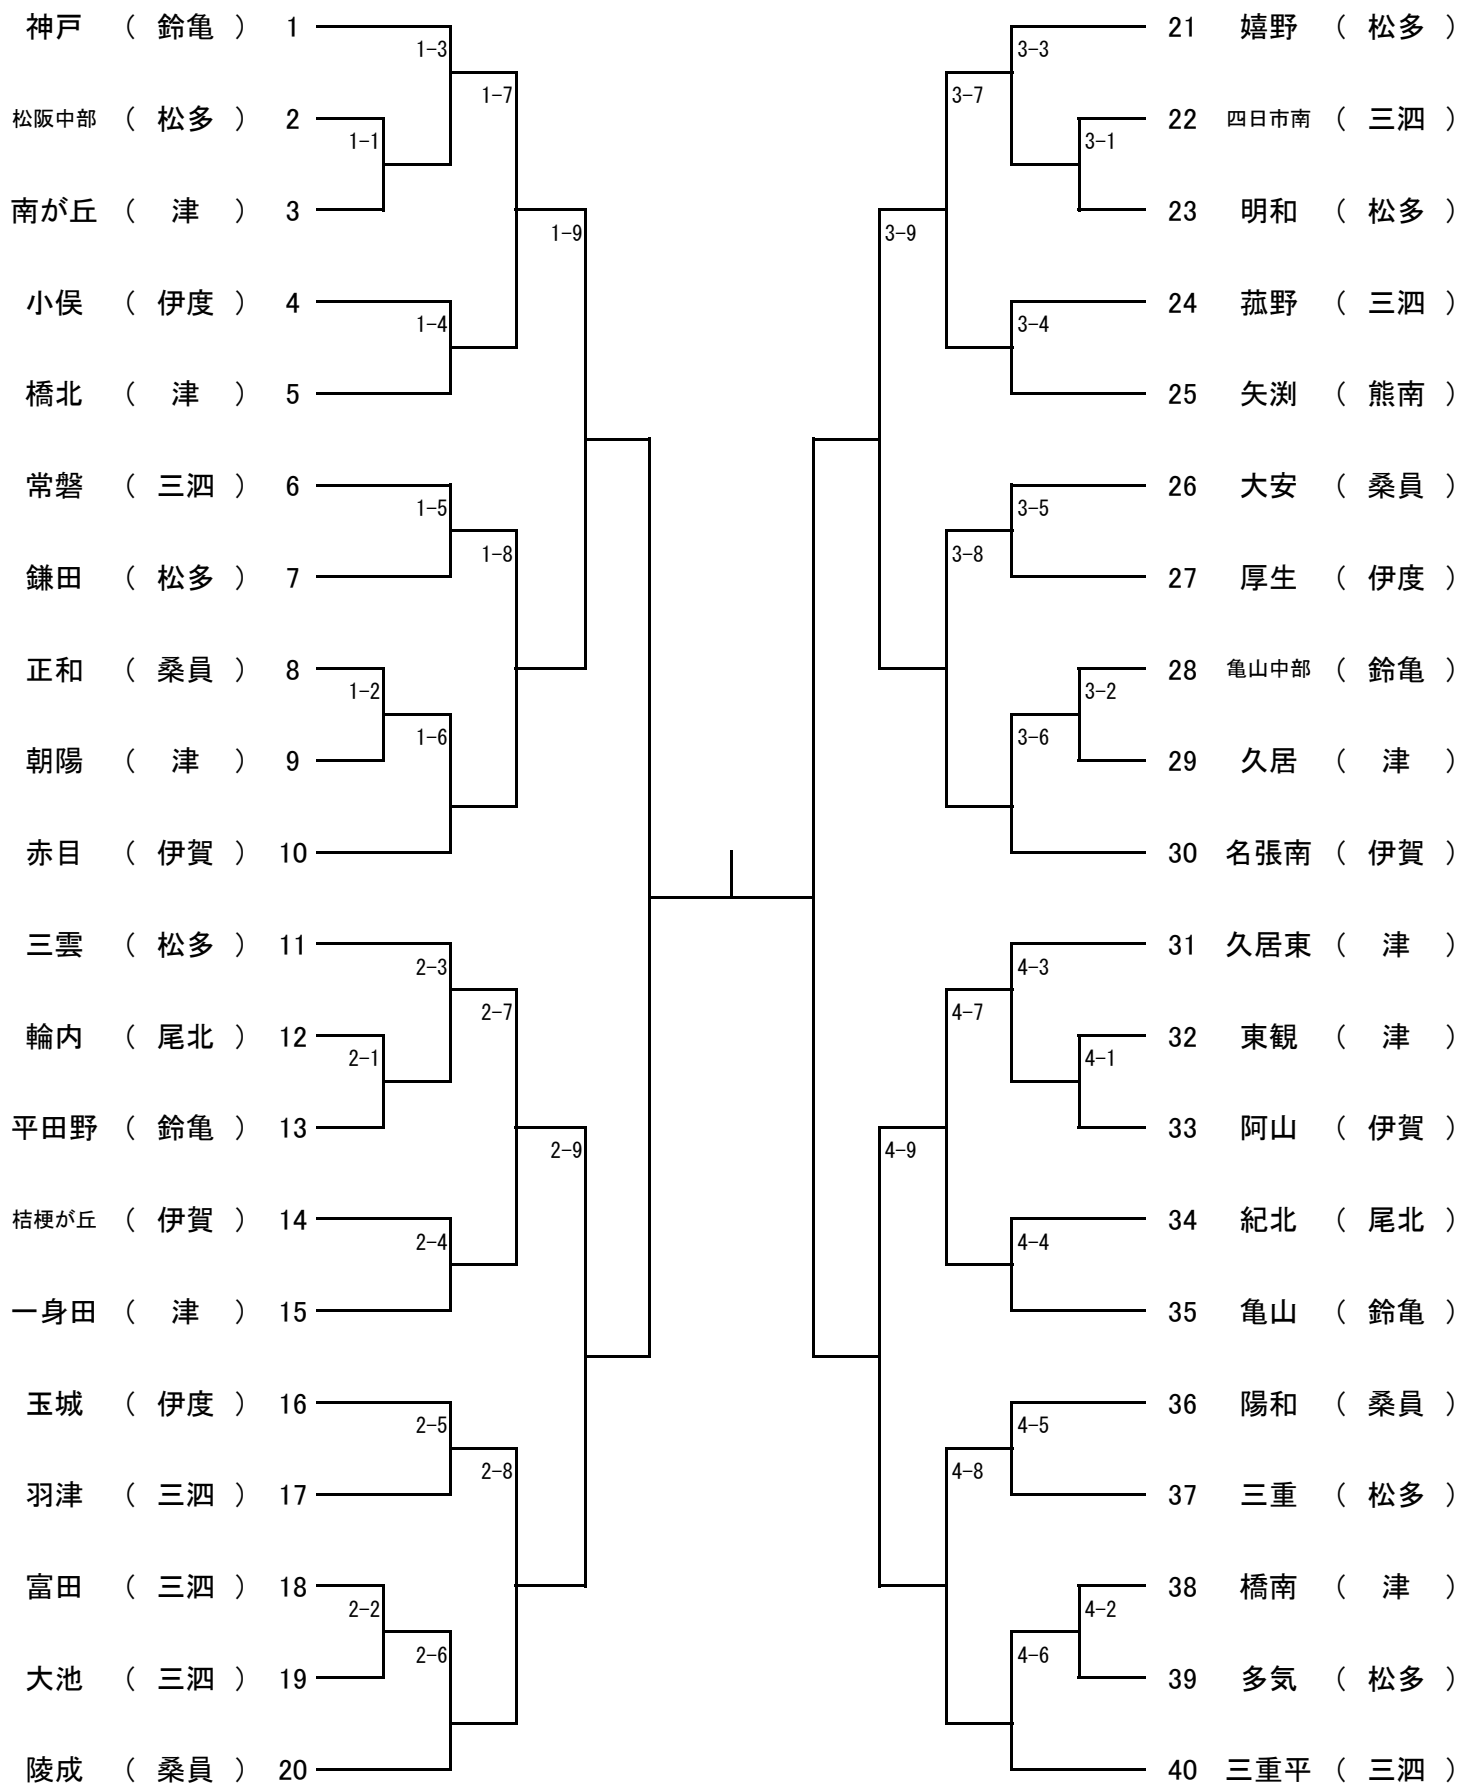 神戸 （ 鈴亀 ） 1
1-3
1-7
松阪中部 （ 松多 ） 2
1-1
南が丘 （ 津 ） 3
1-9
小俣 （ 伊度 ） 4
1-4
橋北 （ 津 ） 5
常磐 （ 三泗 ） 6
1-5
1-8
鎌田 （ 松多 ） 7
正和 （ 桑員 ） 8
1-2
1-6
朝陽 （ 津 ） 9
赤目 （ 伊賀 ） 10
三雲 （ 松多 ） 11
2-3
2-7
輪内 （ 尾北 ） 12
2-1
平田野 （ 鈴亀 ） 13
2-9
桔梗が丘 （ 伊賀 ） 14
2-4
一身田 （ 津 ） 15
玉城 （ 伊度 ） 16
2-5
2-8
羽津 （ 三泗 ） 17
富田 （ 三泗 ） 18
2-2
2-6
大池 （ 三泗 ） 19
陵成 （ 桑員 ） 20
21 嬉野 （ 松多 ）
3-3
3-7
22 四日市南 （ 三泗 ）
3-1
23 明和 （ 松多 ）
3-9
24 菰野 （ 三泗 ）
3-4
25 矢渕 （ 熊南 ）
26 大安 （ 桑員 ）
3-5
3-8
27 厚生 （ 伊度 ）
28 亀山中部 （ 鈴亀 ）
3-2
3-6
29 久居 （ 津 ）
30 名張南 （ 伊賀 ）
31 久居東 （ 津 ）
4-3
4-7
32 東観 （ 津 ）
4-1
33 阿山 （ 伊賀 ）
4-9
34 紀北 （ 尾北 ）
4-4
35 亀山 （ 鈴亀 ）
36 陽和 （ 桑員 ）
4-5
4-8
37 三重 （ 松多 ）
38 橋南 （ 津 ）
4-2
4-6
39 多気 （ 松多 ）
40 三重平 （ 三泗 ）